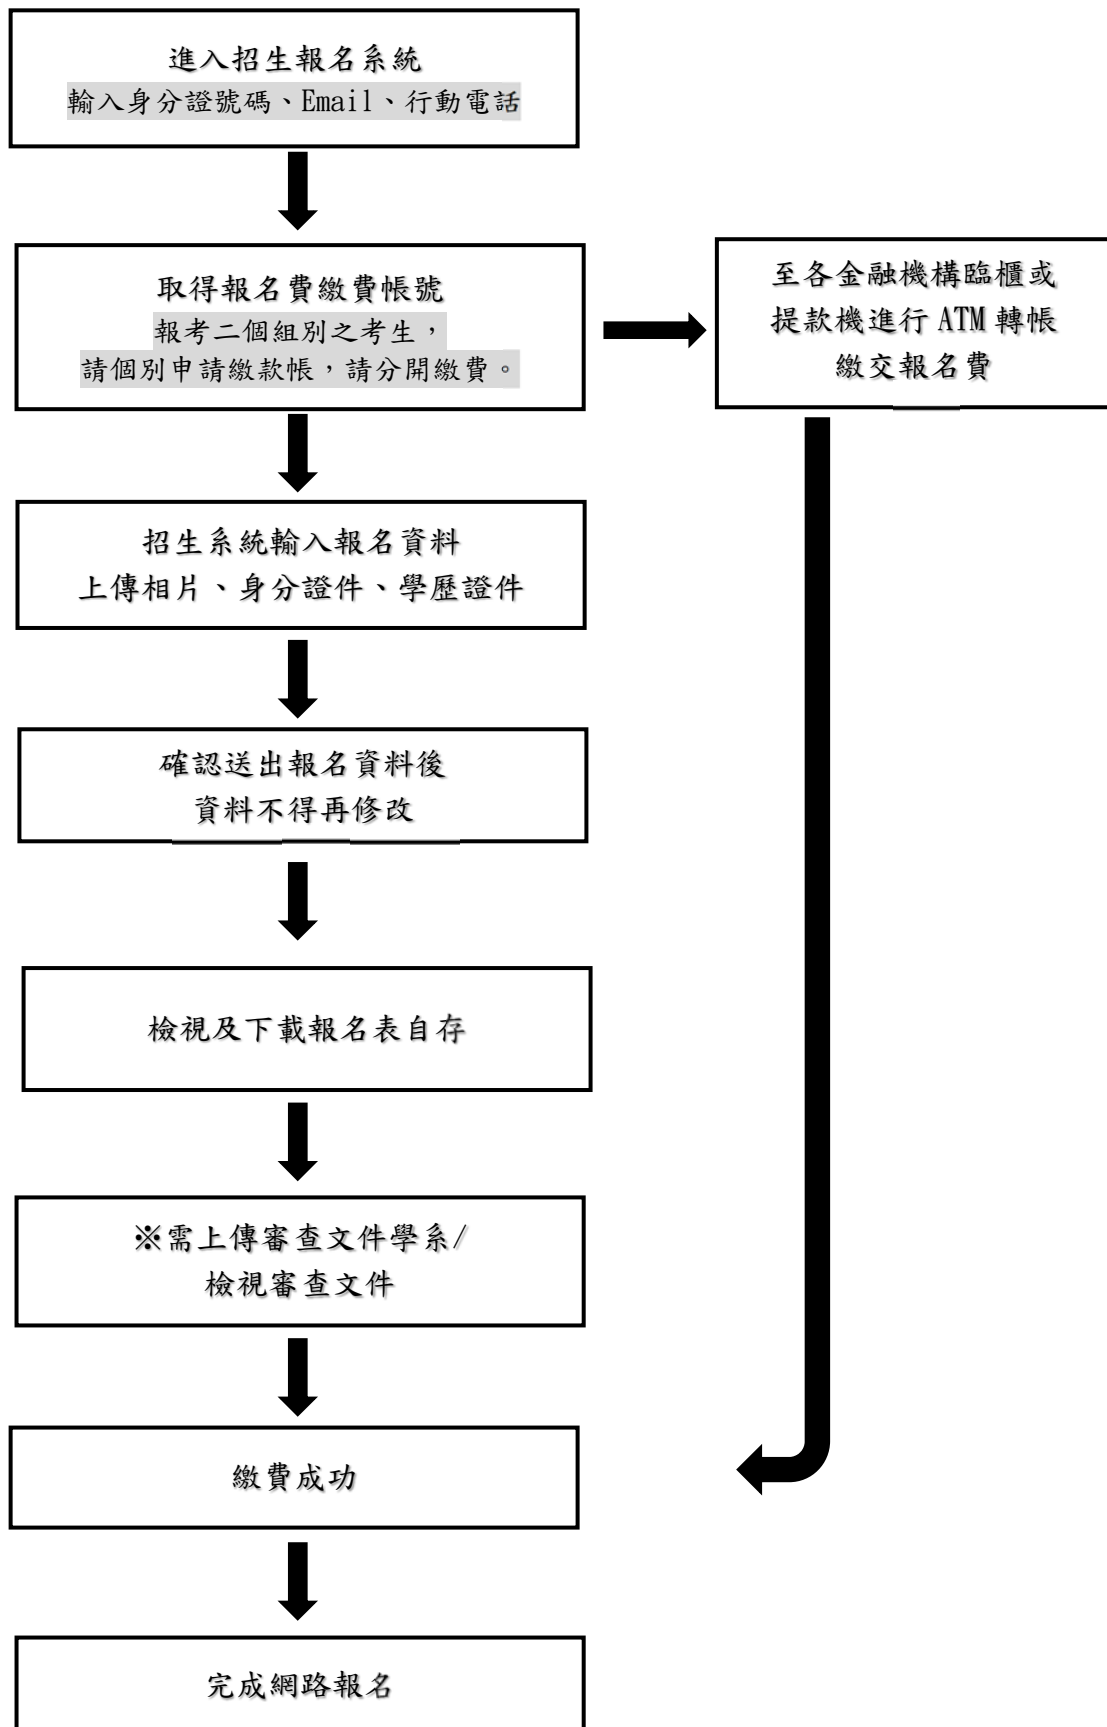 進入招生報名系統
輸入身分證號碼、Email、行動電話
取得報名費繳費帳號
報考二個組別之考生，
請個別申請繳款帳，請分開繳費。
至各金融機構臨櫃或
提款機進行 ATM 轉帳
繳交報名費
招生系統輸入報名資料
上傳相片、身分證件、學歷證件
確認送出報名資料後
資料不得再修改
檢視及下載報名表自存
※需上傳審查文件學系/
檢視審查文件
繳費成功
完成網路報名